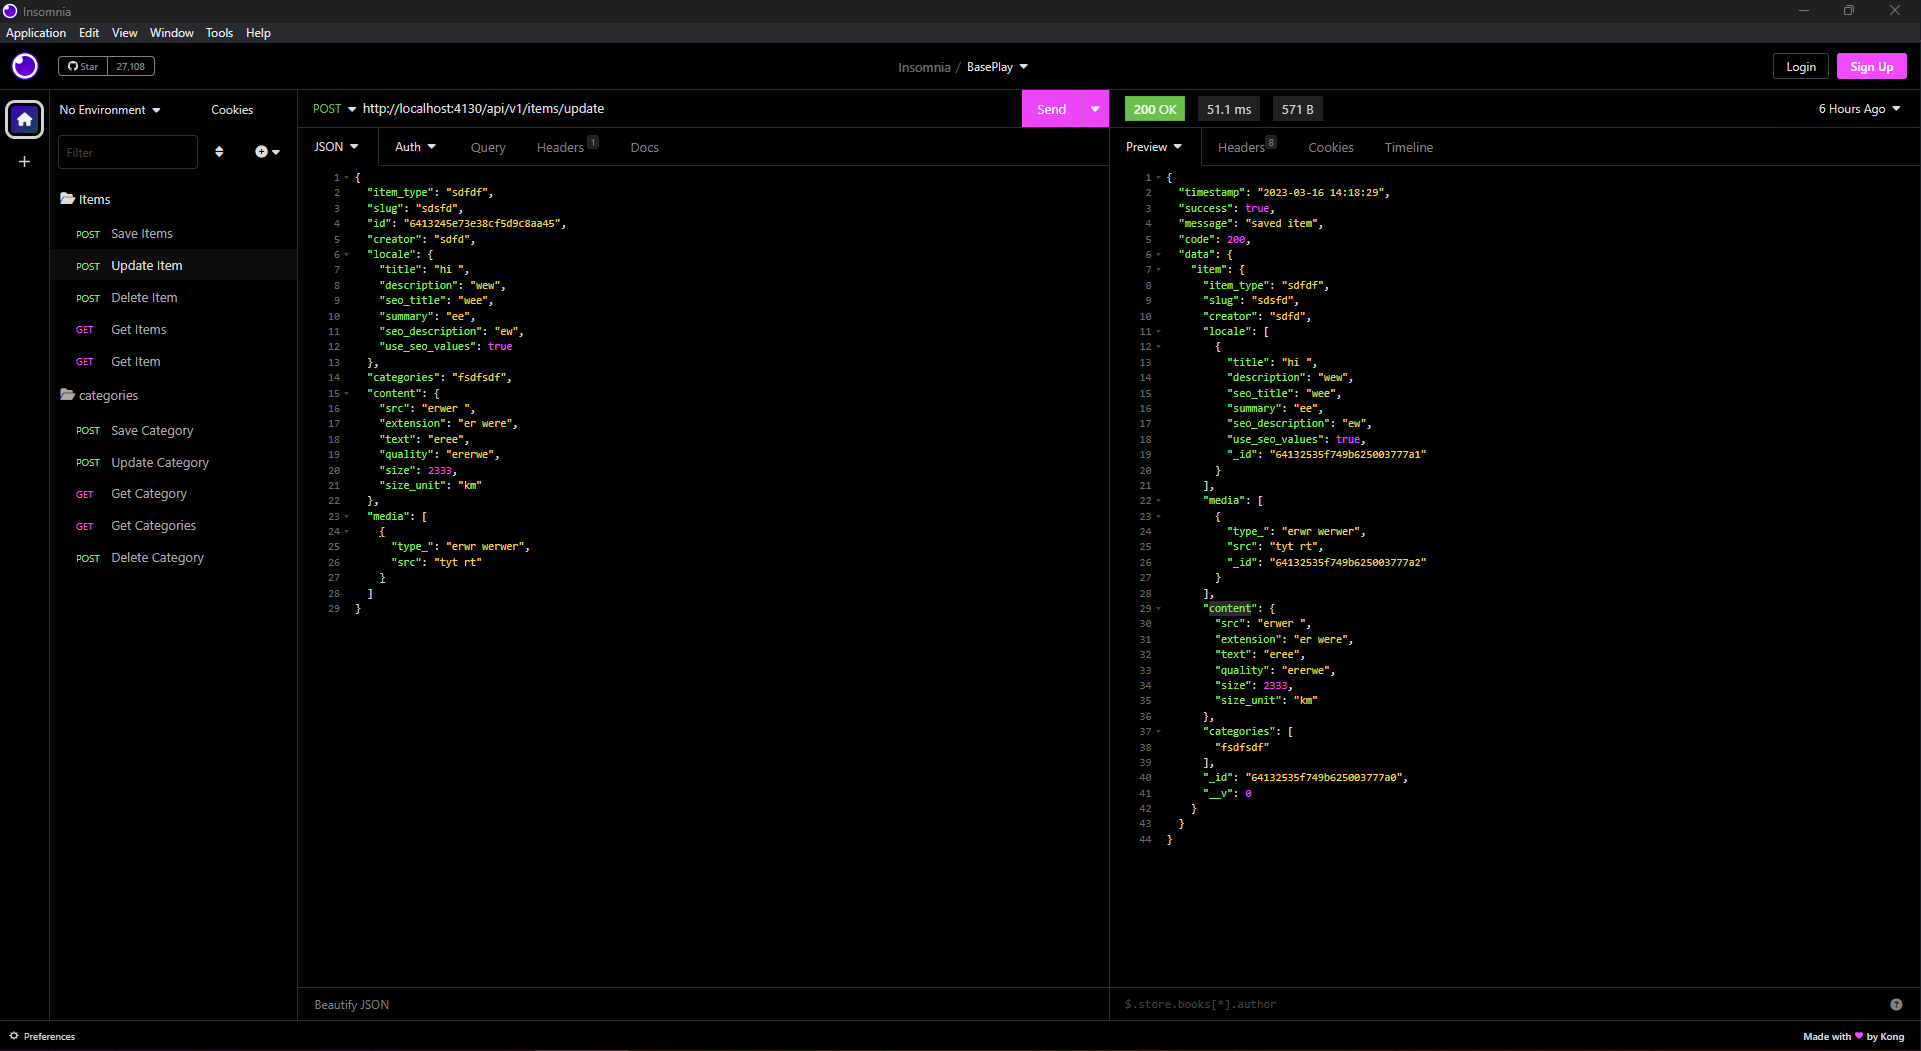 Insomnia
Application Edit View Window Tools Help
Star 27,108
Insomnia / BasePlay
Login Sign Up
No Environment Cookies
Filter
Items
POST Save Items
POST Update Item
POST Delete Item
GET Get Items
GET Get Item
categories
POST Save Category
POST Update Category
GET Get Category
GET Get Categories
POST Delete Category
POST http://localhost:4130/api/v1/items/update Send
JSON Auth Query Headers 1 Docs
1 {
2 "item_type": "sdfdf",
3 "slug": "sdsfd",
4 "id": "6413245e73e38cf5d9c8aa45",
5 "creator": "sdfd",
6 "locale": {
7 "title": "hi ",
8 "description": "wew",
9 "seo_title": "wee",
10 "summary": "ee",
11 "seo_description": "ew",
12 "use_seo_values": true
13 },
14 "categories": "fsdfsdf",
15 "content": {
16 "src": "erwer ",
17 "extension": "er were",
18 "text": "eree",
19 "quality": "ererwe",
20 "size": 2333,
21 "size_unit": "km"
22 },
23 "media": [
24 {
25 "type_": "erwr werwer",
26 "src": "tyt rt"
27 }
28 ]
29 }
Beautify JSON
200 OK 51.1 ms 571 B 6 Hours Ago
Preview Headers 8 Cookies Timeline
1 {
2 "timestamp": "2023-03-16 14:18:29",
3 "success": true,
4 "message": "saved item",
5 "code": 200,
6 "data": {
7 "item": {
8 "item_type": "sdfdf",
9 "slug": "sdsfd",
10 "creator": "sdfd",
11 "locale": [
12 {
13 "title": "hi ",
14 "description": "wew",
15 "seo_title": "wee",
16 "summary": "ee",
17 "seo_description": "ew",
18 "use_seo_values": true,
19 "_id": "64132535f749b625003777a1"
20 }
21 ],
22 "media": [
23 {
24 "type_": "erwr werwer",
25 "src": "tyt rt",
26 "_id": "64132535f749b625003777a2"
27 }
28 ],
29 "content": {
30 "src": "erwer ",
31 "extension": "er were",
32 "text": "eree",
33 "quality": "ererwe",
34 "size": 2333,
35 "size_unit": "km"
36 },
37 "categories": [
38 "fsdfsdf"
39 ],
40 "_id": "64132535f749b625003777a0",
41 "__v": 0
42 }
43 }
44 }
$.store.books[*].author ?
Preferences
Made with ♥ by Kong